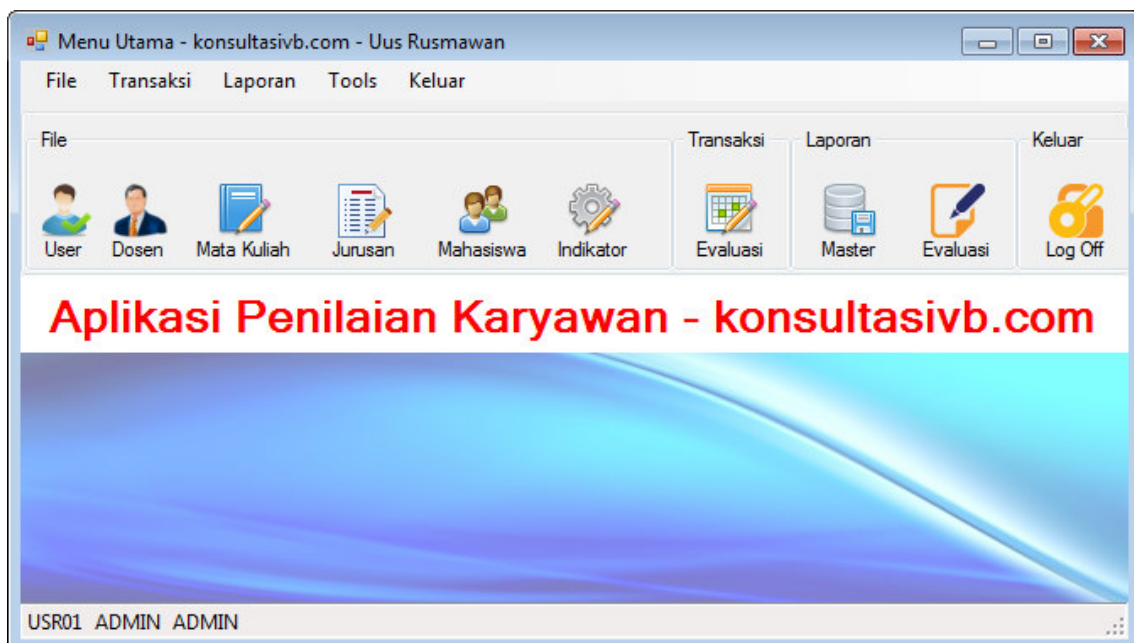 Menu Utama - konsultasivb.com - Uus Rusmawan
File Transaksi Laporan Tools Keluar
File Transaksi Laporan Keluar
User Dosen Mata Kuliah Jurusan Mahasiswa Indikator Evaluasi Master Evaluasi Log Off
Aplikasi Penilaian Karyawan - konsultasivb.com
USR01 ADMIN ADMIN